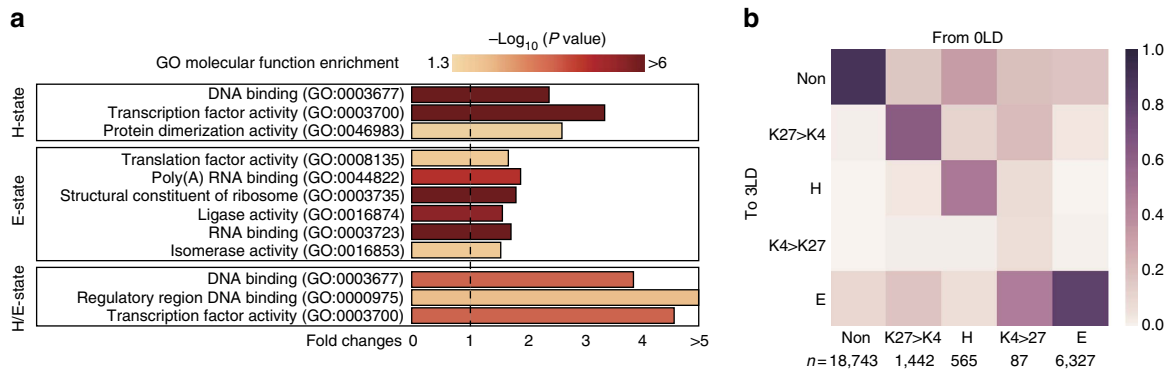 a
–Log10 (P value)
GO molecular function enrichment 1.3 >6
H-state
DNA binding (GO:0003677)
Transcription factor activity (GO:0003700)
Protein dimerization activity (GO:0046983)
E-state
Translation factor activity (GO:0008135)
Poly(A) RNA binding (GO:0044822)
Structural constituent of ribosome (GO:0003735)
Ligase activity (GO:0016874)
RNA binding (GO:0003723)
Isomerase activity (GO:0016853)
H/E-state
DNA binding (GO:0003677)
Regulatory region DNA binding (GO:0000975)
Transcription factor activity (GO:0003700)
Fold changes 0 1 2 3 4 >5
b
From 0LD
To 3LD
Non
K27>K4
H
K4>K27
E
Non K27>K4 H K4>27 E
n= 18,743 1,442 565 87 6,327
1.0
0.8
0.6
0.4
0.2
0.0